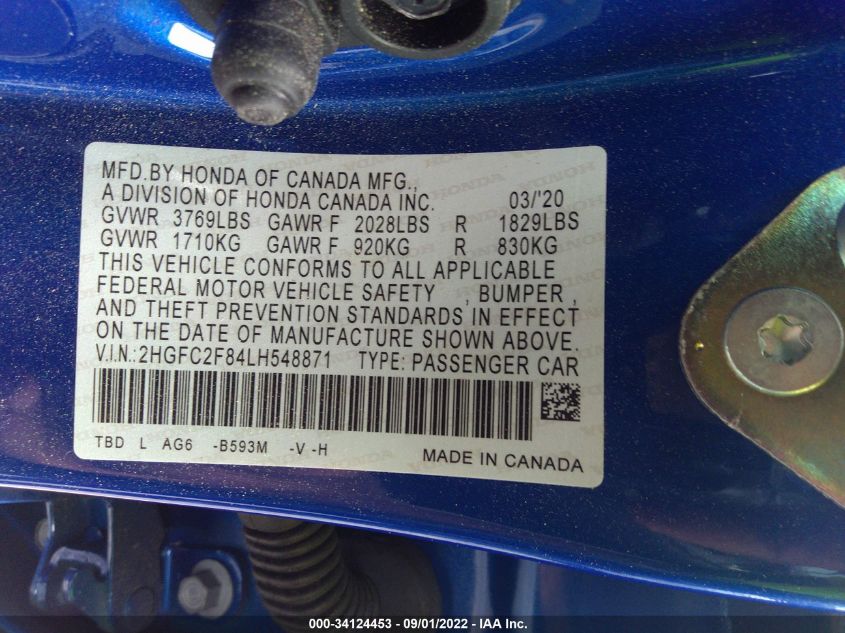 MFD.BY HONDA OF CANADA MFG.,
A DIVISION OF HONDA CANADA INC. 03/'20
GVWR 3769LBS GAWR F 2028LBS R 1829LBS
GVWR 1710KG GAWR F 920KG R 830KG
THIS VEHICLE CONFORMS TO ALL APPLICABLE
FEDERAL MOTOR VEHICLE SAFETY , BUMPER ,
AND THEFT PREVENTION STANDARDS IN EFFECT
ON THE DATE OF MANUFACTURE SHOWN ABOVE.
V.I.N.:2HGFC2F84LH548871 TYPE: PASSENGER CAR
TBD L AG6 -B593M -V -H MADE IN CANADA
000-34124453 - 09/01/2022 - IAA Inc.